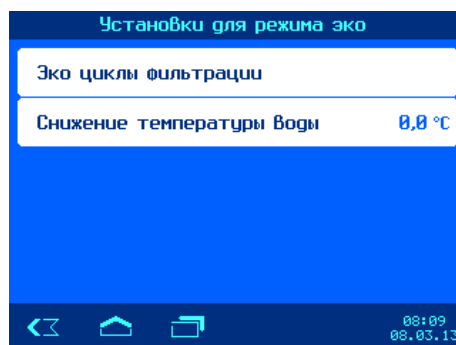 Установки для режима эко
Эко циклы фильтрации
Снижение температуры воды 0,0 °C
08:09
08.03.13